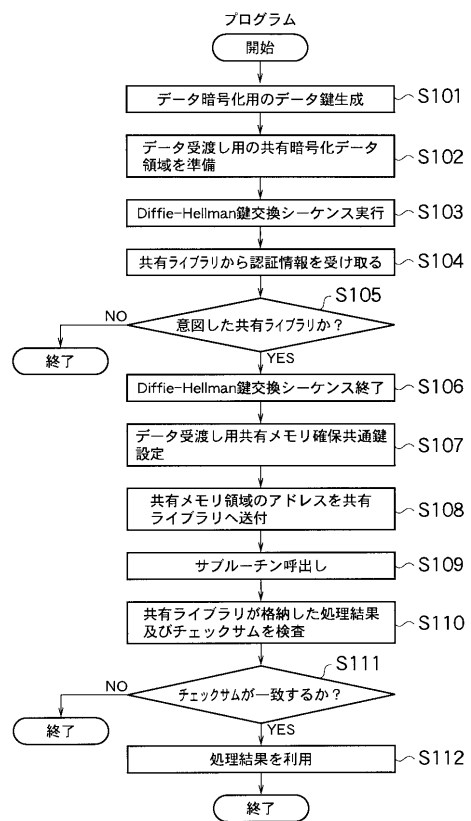 プログラム
開始
データ暗号化用のデータ鍵生成
S101
データ受渡し用の共有暗号化データ
領域を準備
S102
Diffie-Hellman鍵交換シーケンス実行
S103
共有ライブラリから認証情報を受け取る
S104
S105
意図した共有ライブラリか?
NO
終了
YES
Diffie-Hellman鍵交換シーケンス終了
S106
データ受渡し用共有メモリ確保共通鍵
設定
S107
共有メモリ領域のアドレスを共有
ライブラリへ送付
S108
サブルーチン呼出し
S109
共有ライブラリが格納した処理結果
及びチェックサムを検査
S110
S111
チェックサムが一致するか?
NO
終了
YES
処理結果を利用
S112
終了